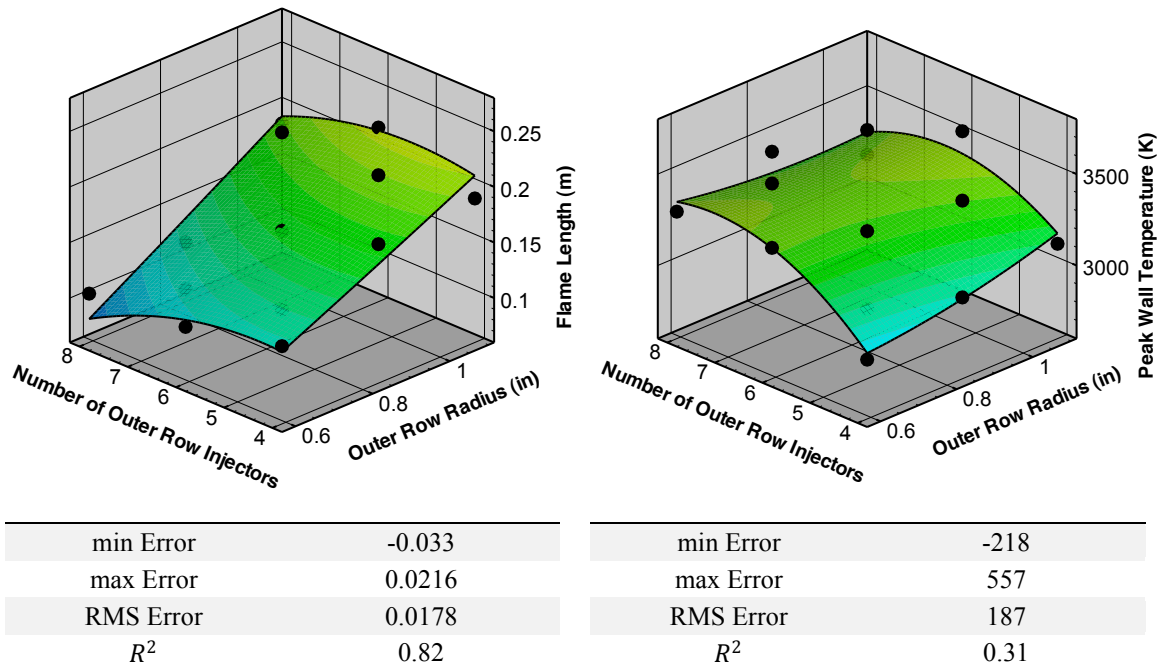 0.25
0.2
0.15
0.1
Flame Length (m)
8
7
6
5
4
Number of Outer Row Injectors
0.6
0.8
1
Outer Row Radius (in)
3500
3000
Peak Wall Temperature (K)
8
7
6
5
4
Number of Outer Row Injectors
0.6
0.8
1
Outer Row Radius (in)
min Error -0.033
max Error 0.0216
RMS Error 0.0178
R² 0.82
min Error -218
max Error 557
RMS Error 187
R² 0.31